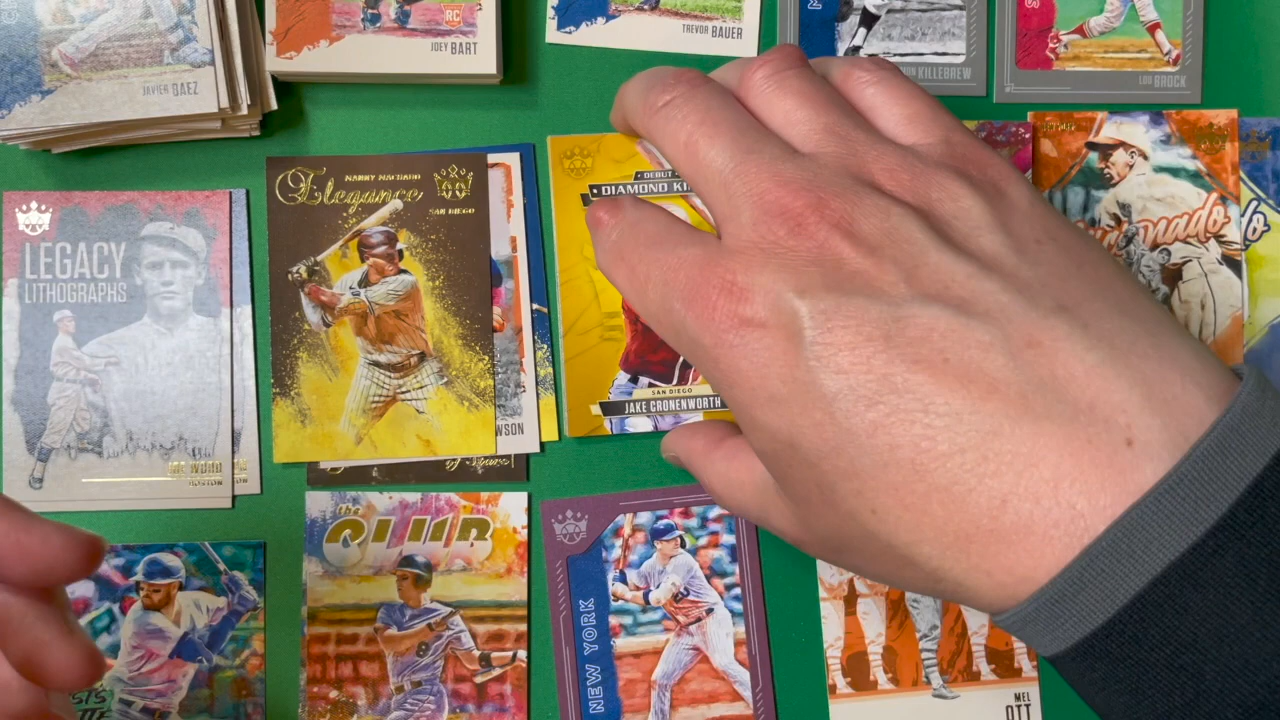 JAVIER BAEZ
RC
JOEY BART
TREVOR BAUER
KILLEBREW
LOU BROCK
LEGACY
LITHOGRAPHS
BOSTON
MANNY MACHADO
Elegance
SAN DIEGO
WSON
DEBUT
DIAMOND KI
SAN DIEGO
JAKE CRONENWORTH
the
CLUB
NEW YORK
MEL
OTT